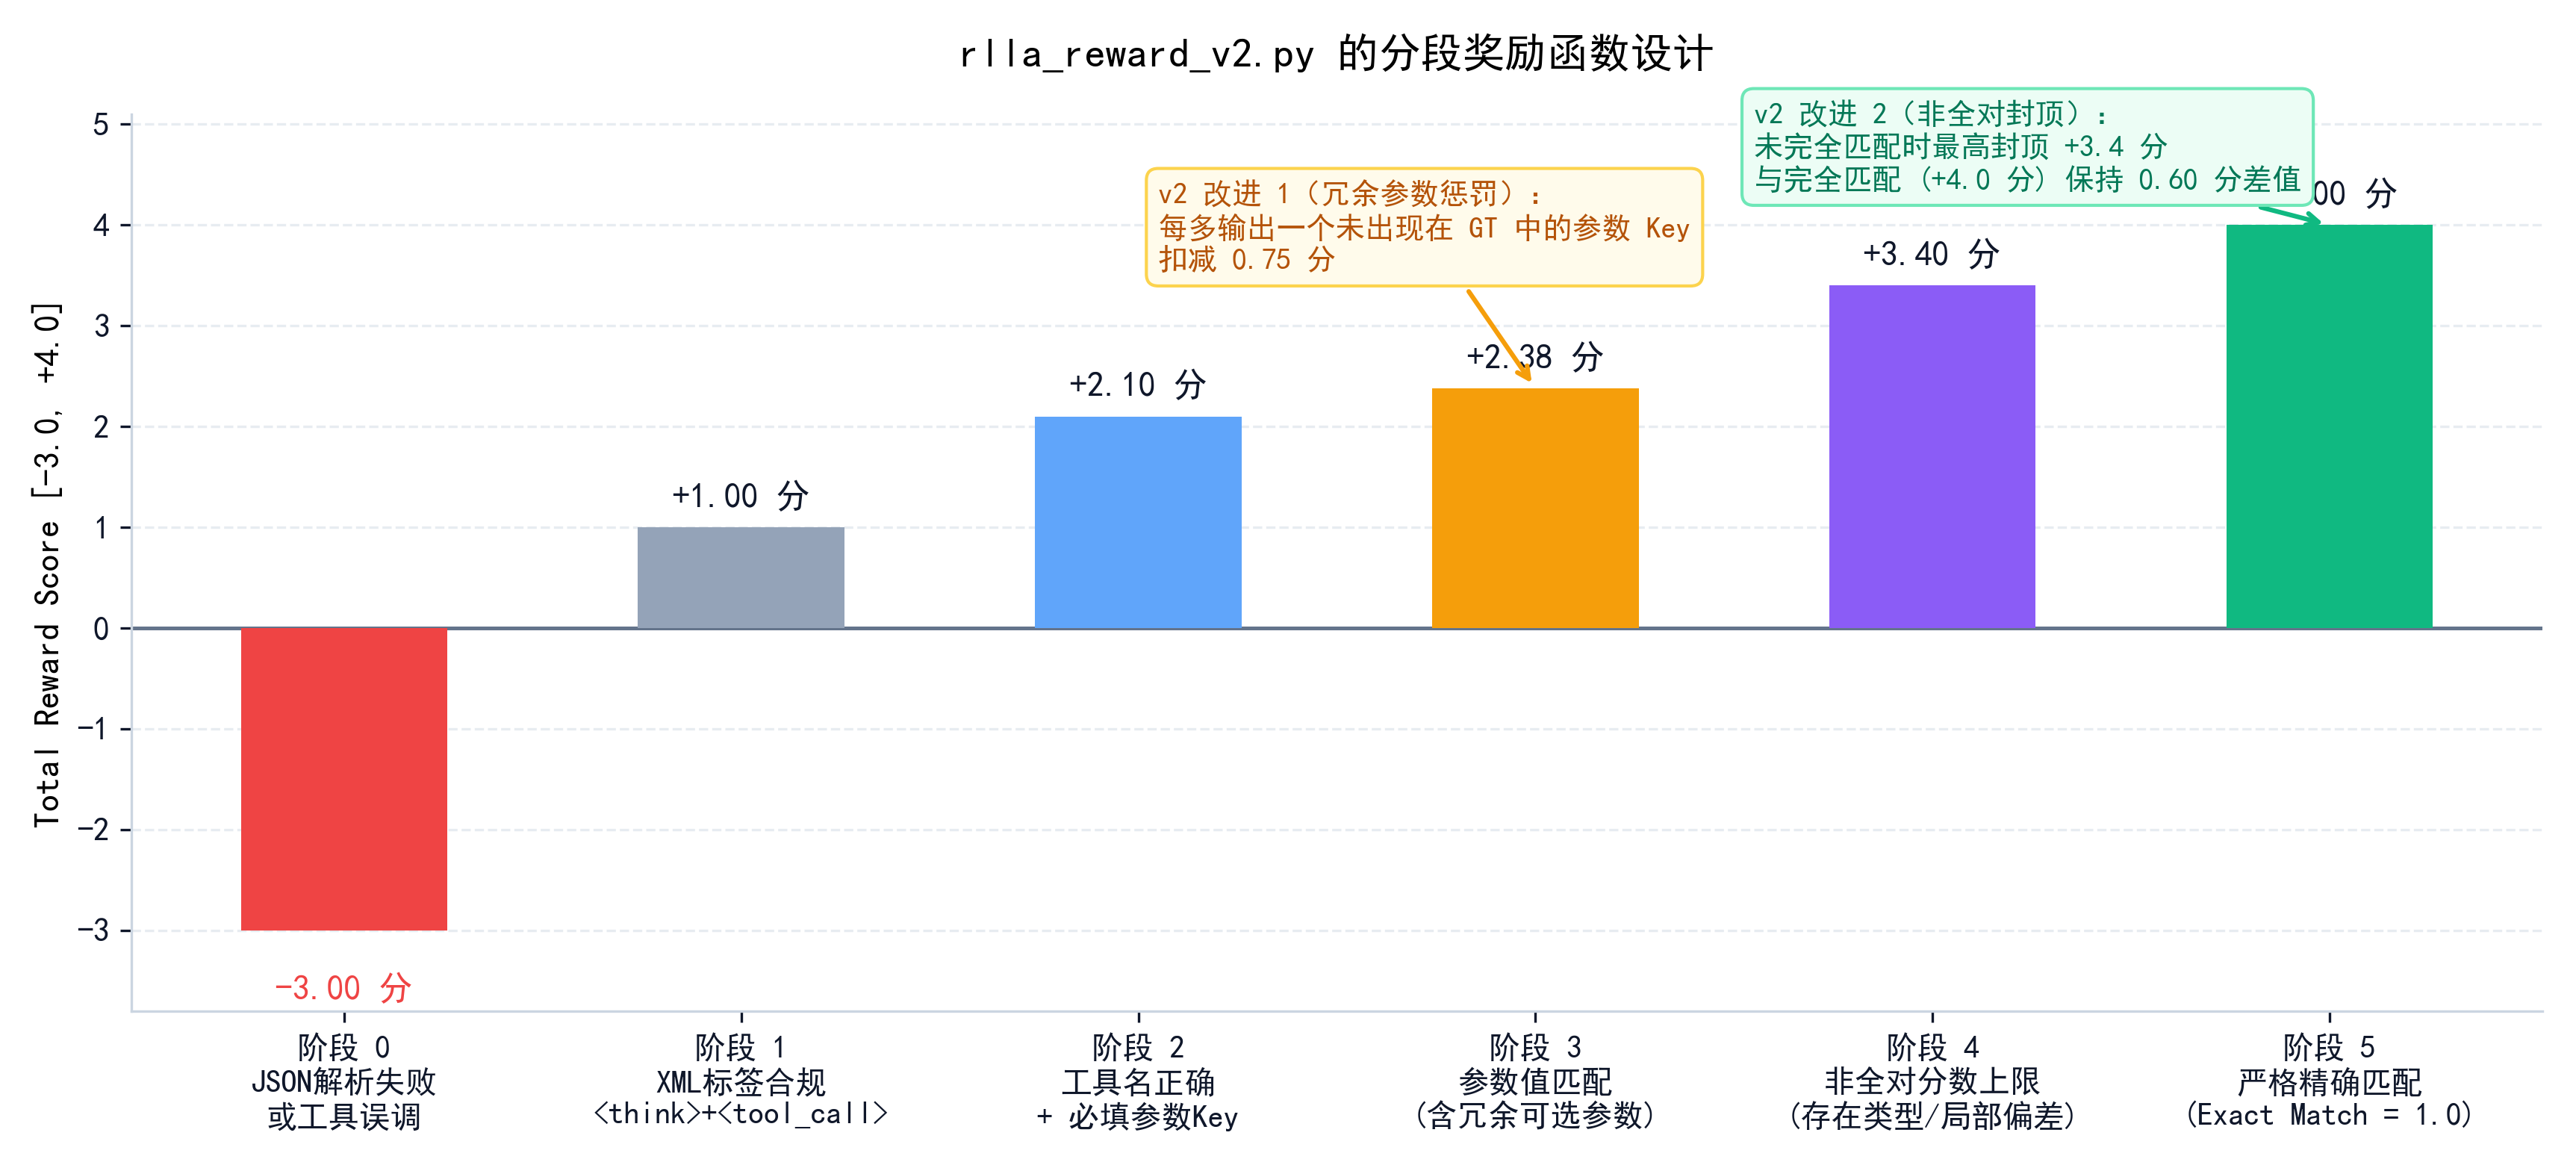 rlla_reward_v2.py 的分段奖励函数设计
v2 改进 2（非全对封顶）：
未完全匹配时最高封顶 +3.4 分
与完全匹配 (+4.0 分) 保持 0.60 分差值
v2 改进 1（冗余参数惩罚）：
每多输出一个未出现在 GT 中的参数 Key
扣减 0.75 分
Total Reward Score [−3.0, +4.0]
5
4
3
2
1
0
−1
−2
−3
−3.00 分
+1.00 分
+2.10 分
+2.38 分
+3.40 分
00 分
阶段 0
JSON解析失败
或工具误调
阶段 1
XML标签合规
<think>+<tool_call>
阶段 2
工具名正确
+ 必填参数Key
阶段 3
参数值匹配
(含冗余可选参数)
阶段 4
非全对分数上限
(存在类型/局部偏差)
阶段 5
严格精确匹配
(Exact Match = 1.0)